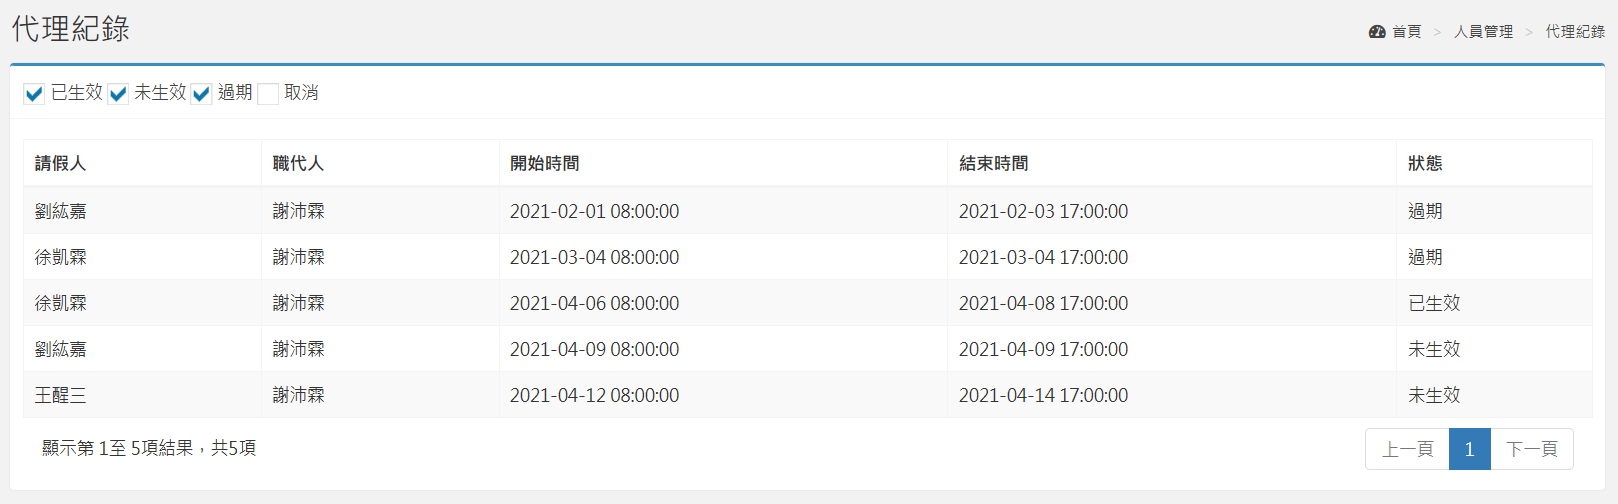 代理紀錄
首頁 > 人員管理 > 代理紀錄
已生效 未生效 過期 取消
請假人 職代人 開始時間 結束時間 狀態
劉紘嘉 謝沛霖 2021-02-01 08:00:00 2021-02-03 17:00:00 過期
徐凱霖 謝沛霖 2021-03-04 08:00:00 2021-03-04 17:00:00 過期
徐凱霖 謝沛霖 2021-04-06 08:00:00 2021-04-08 17:00:00 已生效
劉紘嘉 謝沛霖 2021-04-09 08:00:00 2021-04-09 17:00:00 未生效
王醒三 謝沛霖 2021-04-12 08:00:00 2021-04-14 17:00:00 未生效
顯示第 1至 5項結果，共5項
上一頁 1 下一頁